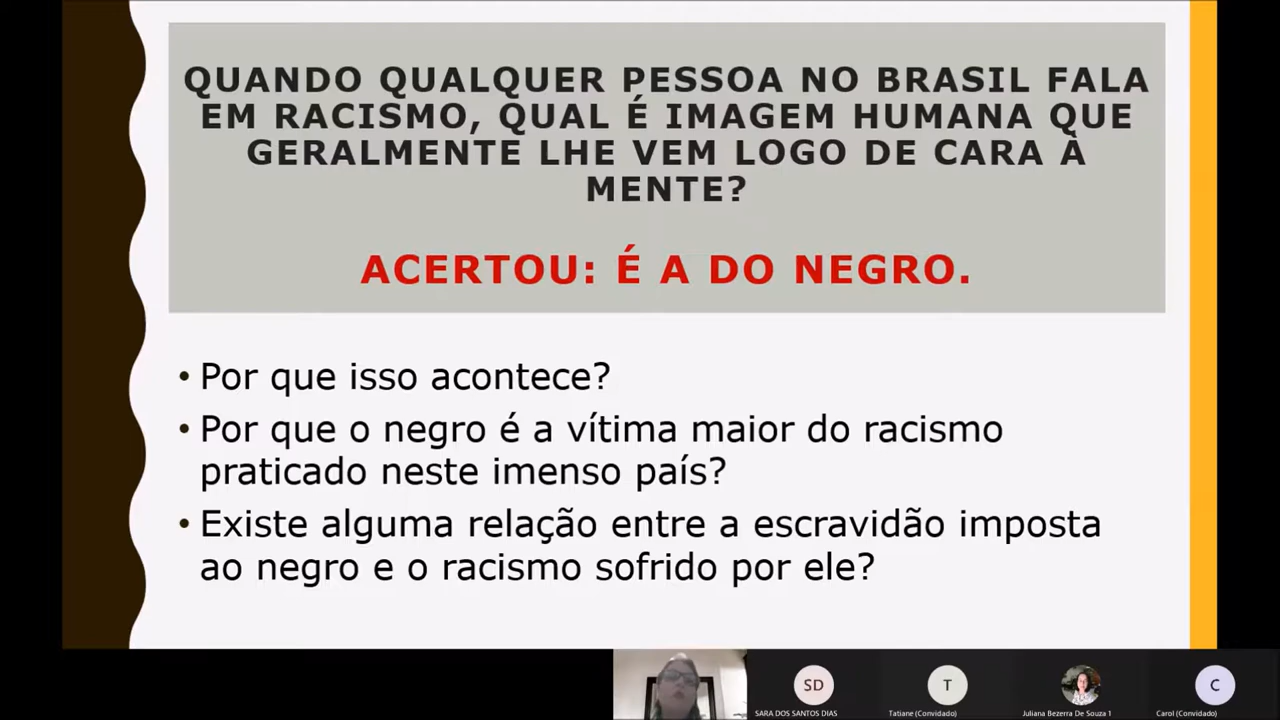 QUANDO QUALQUER PESSOA NO BRASIL FALA
EM RACISMO, QUAL É IMAGEM HUMANA QUE
GERALMENTE LHE VEM LOGO DE CARA A
MENTE?
ACERTOU: É A DO NEGRO.
• Por que isso acontece?
• Por que o negro é a vítima maior do racismo
praticado neste imenso país?
• Existe alguma relação entre a escravidão imposta
ao negro e o racismo sofrido por ele?
SD
T
C
SARA DOS SANTOS DIAS
Tatiane (Convidado)
Juliana Bezerra De Souza 1
Carol (Convidado)